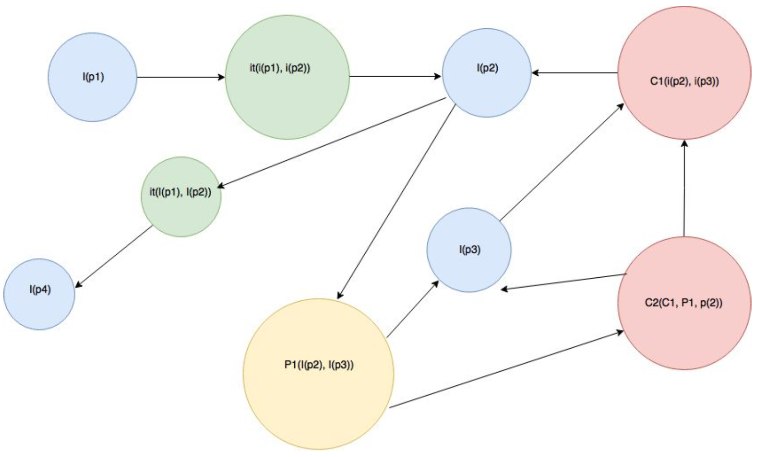 I(p1)
it(i(p1), i(p2))
I(p2)
C1(i(p2), i(p3))
it(I(p1), I(p2))
I(p3)
I(p4)
C2(C1, P1, p(2))
P1(I(p2), I(p3))